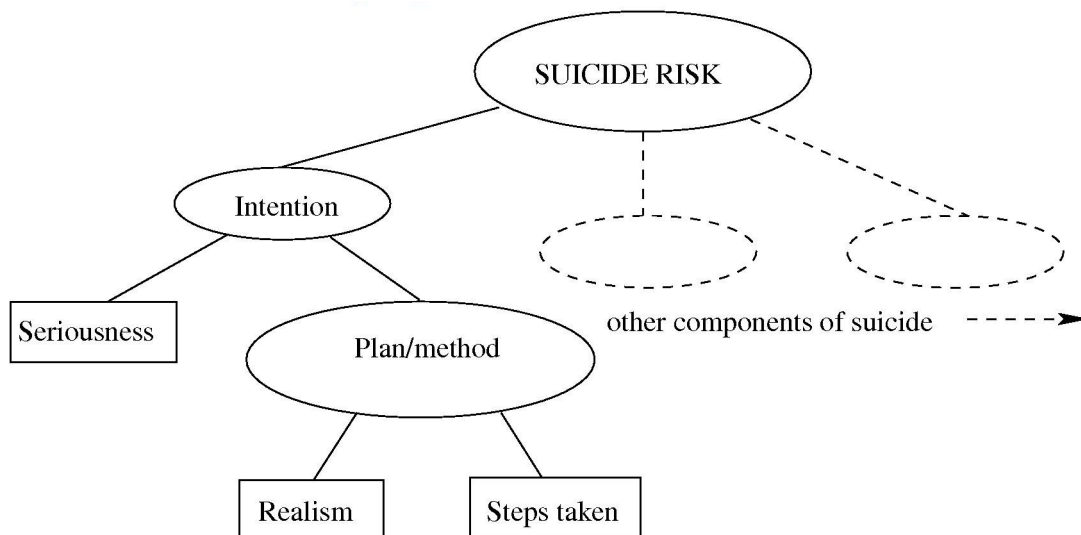 SUICIDE RISK
Intention
Seriousness
other components of suicide
Plan/method
Realism
Steps taken